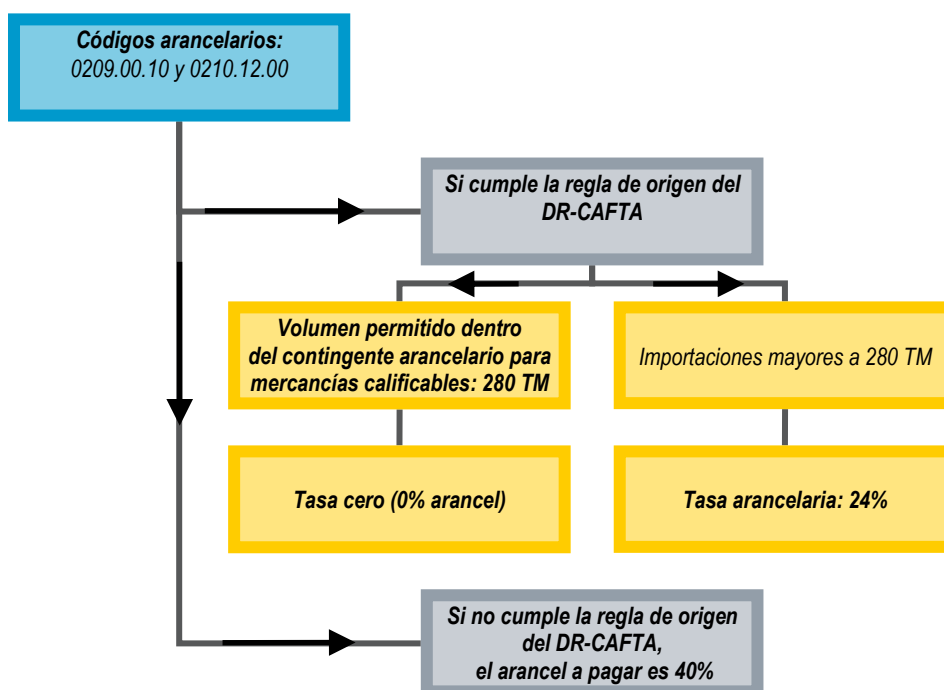 Códigos arancelarios:
0209.00.10 y 0210.12.00
Si cumple la regla de origen del
DR-CAFTA
Volumen permitido dentro
del contingente arancelario para
mercancías calificables: 280 TM
Importaciones mayores a 280 TM
Tasa cero (0% arancel)
Tasa arancelaria: 24%
Si no cumple la regla de origen
del DR-CAFTA,
el arancel a pagar es 40%